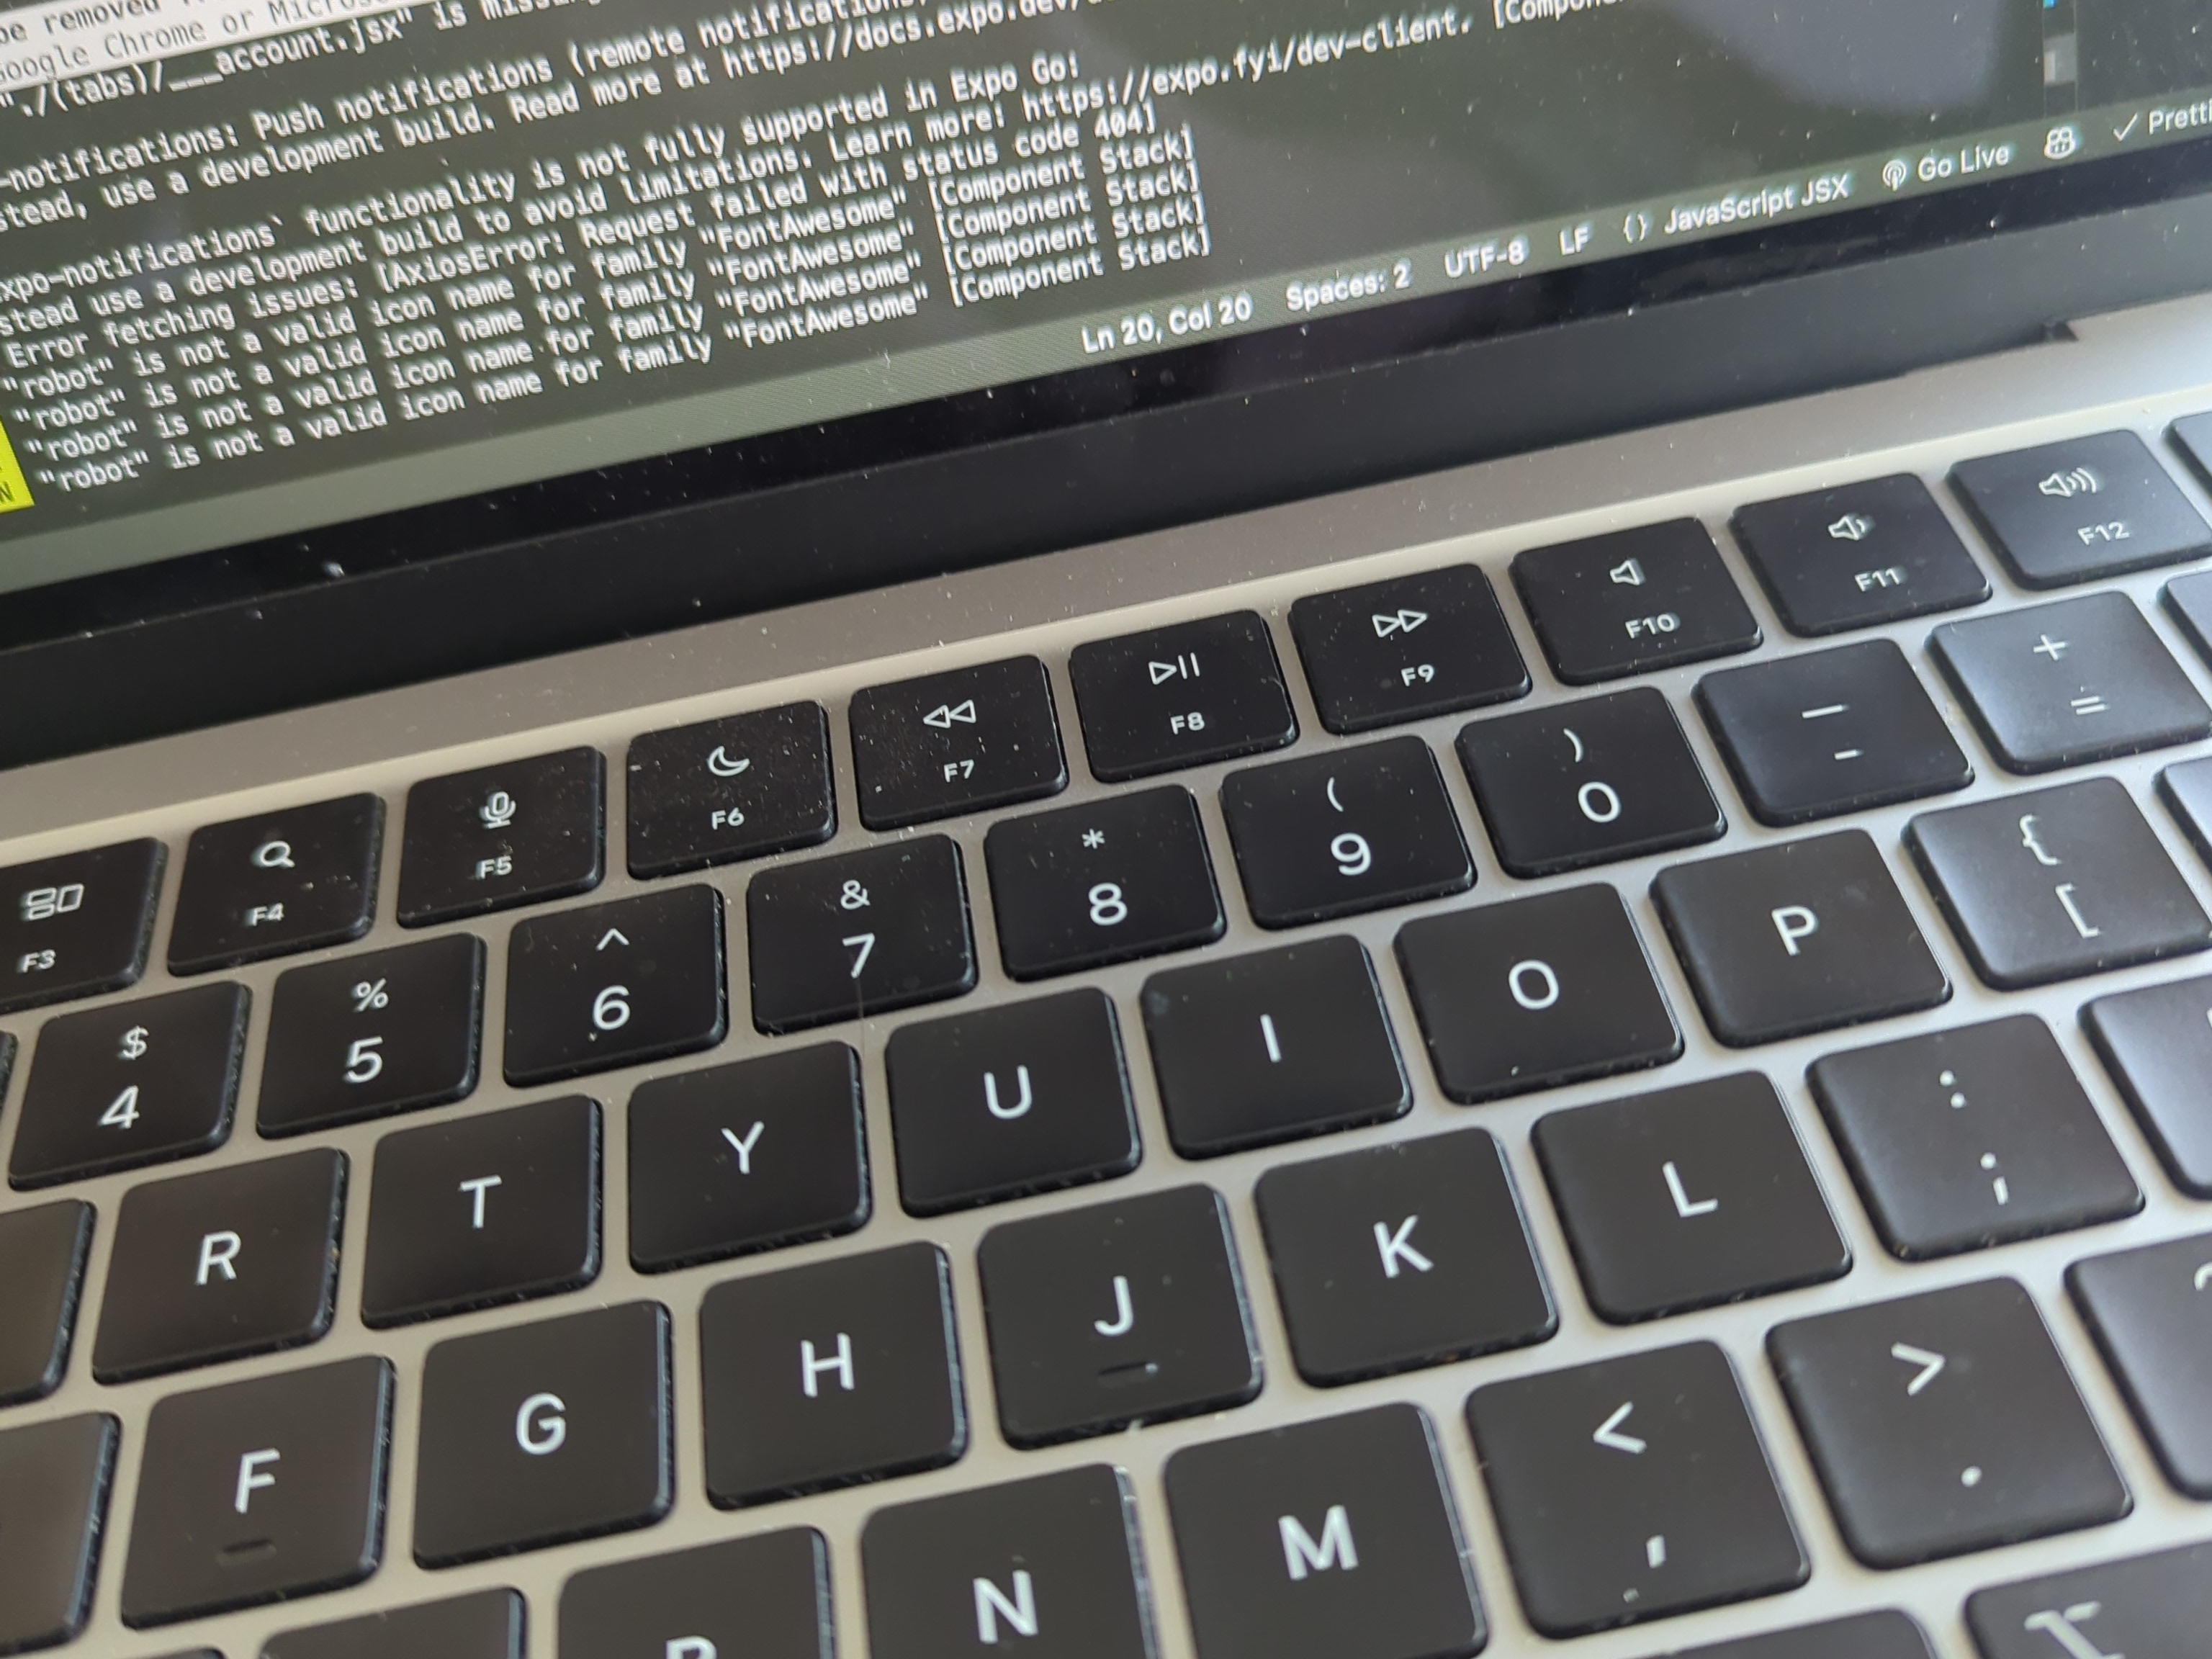 be removed
Google Chrome or Micros
"./(tabs)/___account.jsx" is missing
-notifications: Push notifications (remote notifications
stead, use a development build. Read more at https://docs.expo.dev/
xpo-notifications` functionality is not fully supported in Expo Go:
stead use a development build to avoid limitations. Learn more: https://expo.fyi/dev-client. [Compon
Error fetching issues: [AxiosError: Request failed with status code 404]
"robot" is not a valid icon name for family "FontAwesome" [Component Stack]
"robot" is not a valid icon name for family "FontAwesome" [Component Stack]
"robot" is not a valid icon name for family "FontAwesome" [Component Stack]
"robot" is not a valid icon name for family "FontAwesome" [Component Stack]
N
Ln 20, Col 20 Spaces: 2 UTF-8 LF {} JavaScript JSX Go Live ✓ Pretti
F3 F4 F5 F6 F7 F8 F9 F10 F11 F12
$ % ^ & * ( ) — +
4 5 6 7 8 9 0 - =
R T Y U I O P { [
F G H J K L : ;
N M < , > .